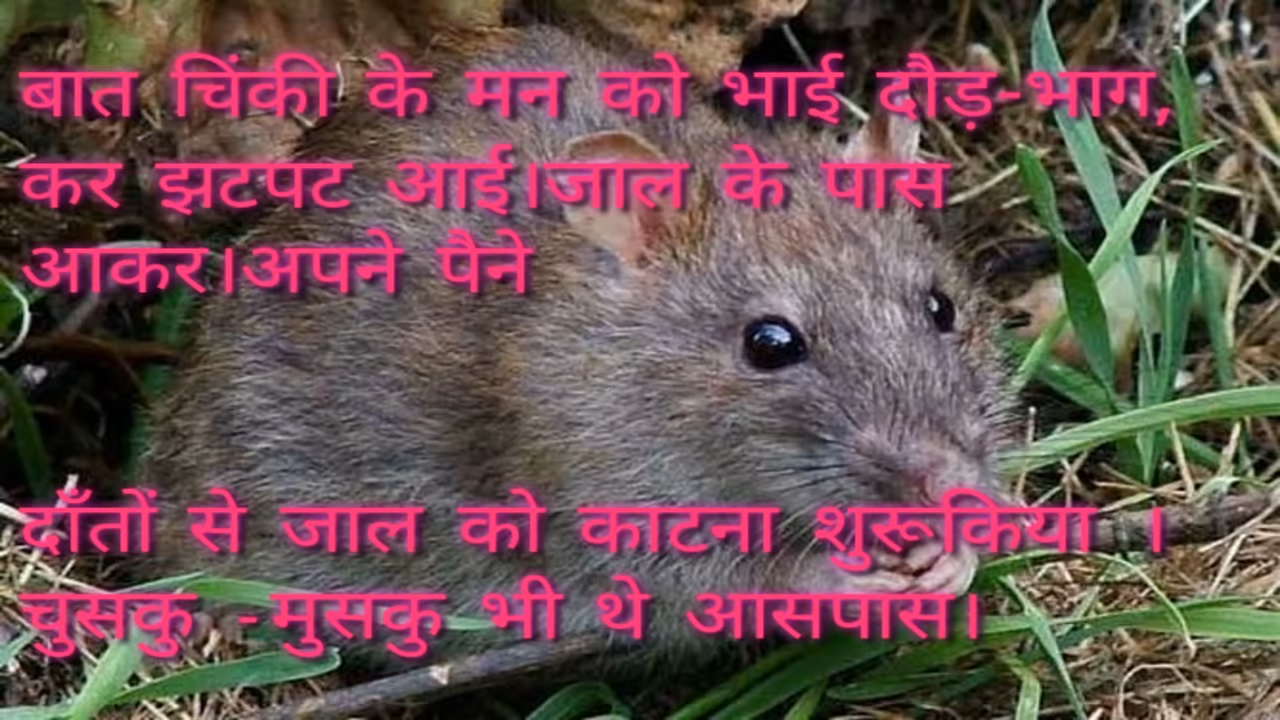 बात चिंकी के मन को भाई दौड़-भाग,
कर झटपट आई।जाल के पास
आकर।अपने पैने
दाँतों से जाल को काटना शुरूकिया ।
चुसकु -मुसकु भी थे आसपास।